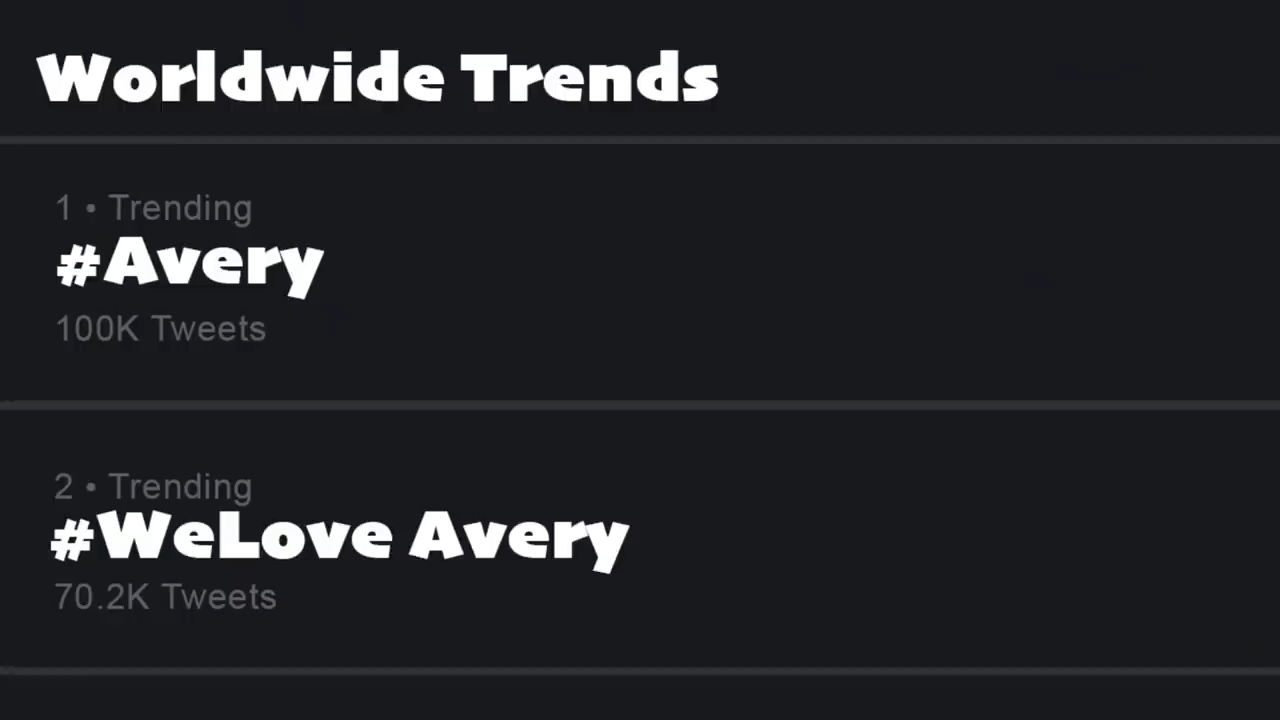 Worldwide Trends
1 • Trending
#Avery
100K Tweets
2 • Trending
#WeLove Avery
70.2K Tweets